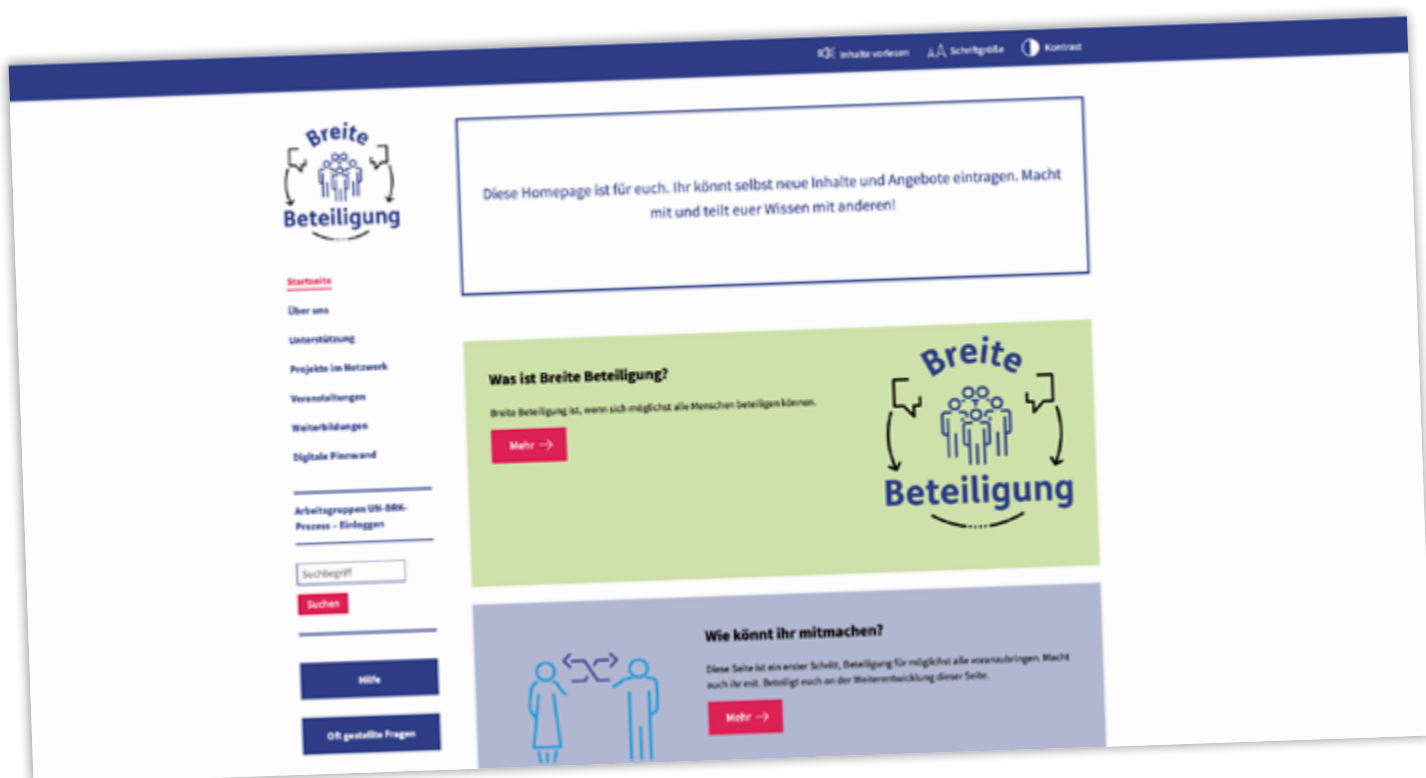 Inhalte vorlesen
AA Schriftgröße
Kontrast
Breite
Beteiligung
Startseite
Über uns
Unterstützung
Projekte im Netzwerk
Veranstaltungen
Weiterbildungen
Digitale Pinnwand
Arbeitsgruppen UN-BRK-
Prozess – Einloggen
Suchbegriff
Suchen
Hilfe
Oft gestellte Fragen
Diese Homepage ist für euch. Ihr könnt selbst neue Inhalte und Angebote eintragen. Macht
mit und teilt euer Wissen mit anderen!
Was ist Breite Beteiligung?
Breite Beteiligung ist, wenn sich möglichst alle Menschen beteiligen können.
Mehr →
Breite
Beteiligung
Wie könnt ihr mitmachen?
Diese Seite ist ein erster Schritt, Beteiligung für möglichst alle voranzubringen. Macht
auch ihr mit. Beteiligt euch an der Weiterentwicklung dieser Seite.
Mehr →